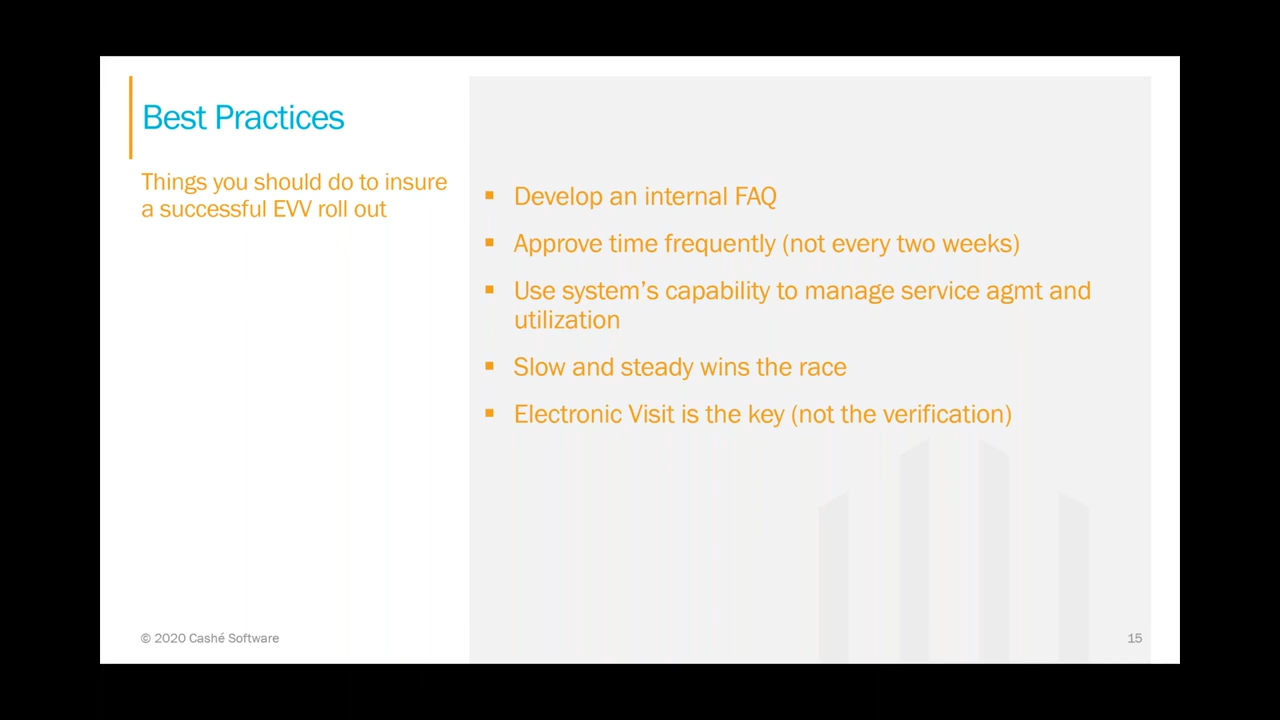 Best Practices
Things you should do to insure
a successful EVV roll out
▪ Develop an internal FAQ
▪ Approve time frequently (not every two weeks)
▪ Use system’s capability to manage service agmt and
utilization
▪ Slow and steady wins the race
▪ Electronic Visit is the key (not the verification)
© 2020 Cashé Software
15